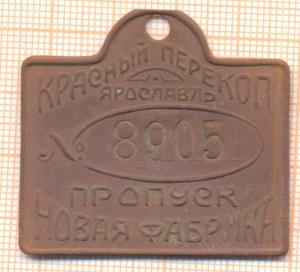 КРАСНЫЙ ПЕРЕКОП
ЯРОСЛАВЛЬ
№ 8905
ПРОПУСК
НОВАЯ ФАБРИКА